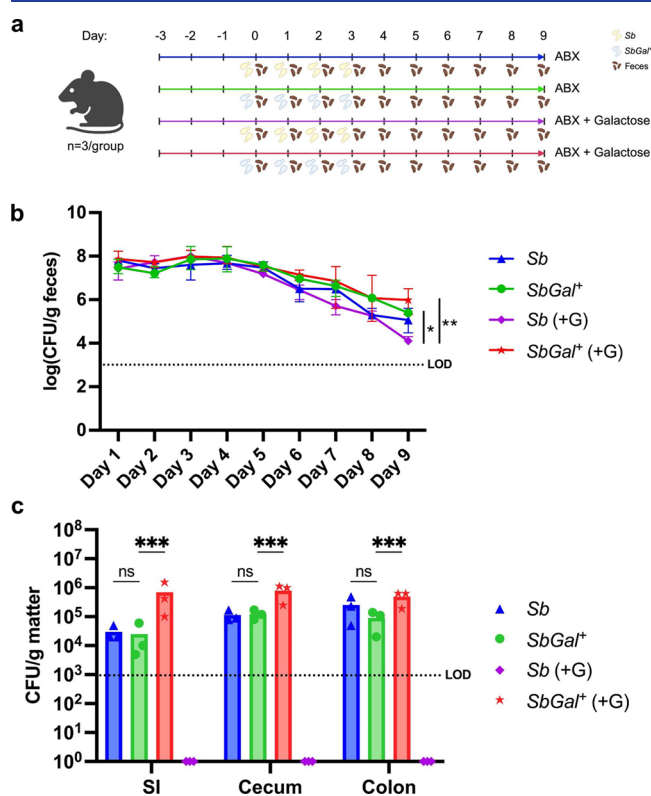 a
Day: -3 -2 -1 0 1 2 3 4 5 6 7 8 9
Sb
SbGal⁺
Feces
ABX
ABX
ABX + Galactose
ABX + Galactose
n=3/group
b
log(CFU/g feces)
10
8
6
4
2
0
LOD
* **
Day 1 Day 2 Day 3 Day 4 Day 5 Day 6 Day 7 Day 8 Day 9
Sb
SbGal⁺
Sb (+G)
SbGal⁺ (+G)
c
CFU/g matter
10⁸
10⁷
10⁶
10⁵
10⁴
10³
10²
10¹
10⁰
*** *** ***
ns ns ns
LOD
SI Cecum Colon
Sb
SbGal⁺
Sb (+G)
SbGal⁺ (+G)